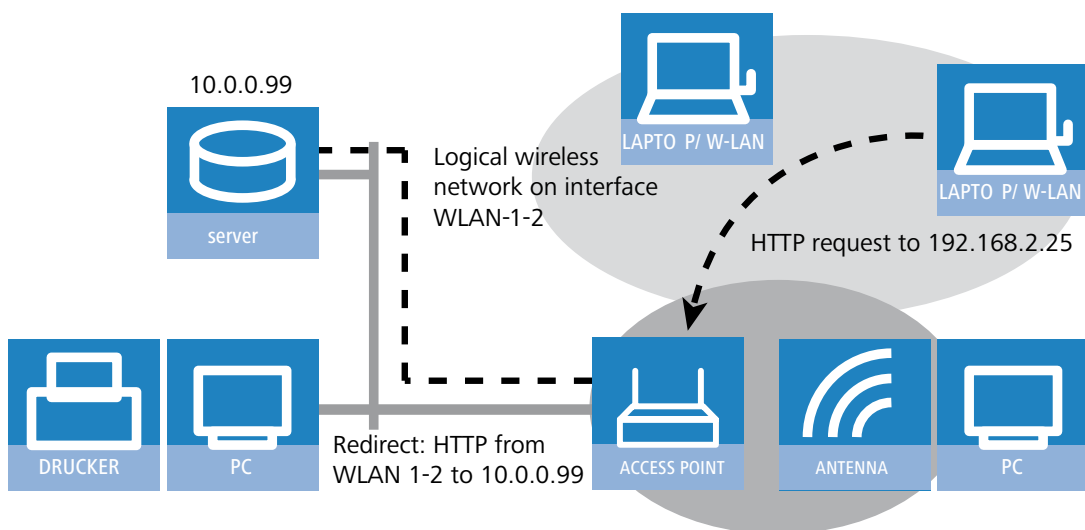 10.0.0.99
server
Logical wireless
network on interface
WLAN-1-2
LAPTO P/ W-LAN
LAPTO P/ W-LAN
HTTP request to 192.168.2.25
DRUCKER
PC
Redirect: HTTP from
WLAN 1-2 to 10.0.0.99
ACCESS POINT
ANTENNA
PC